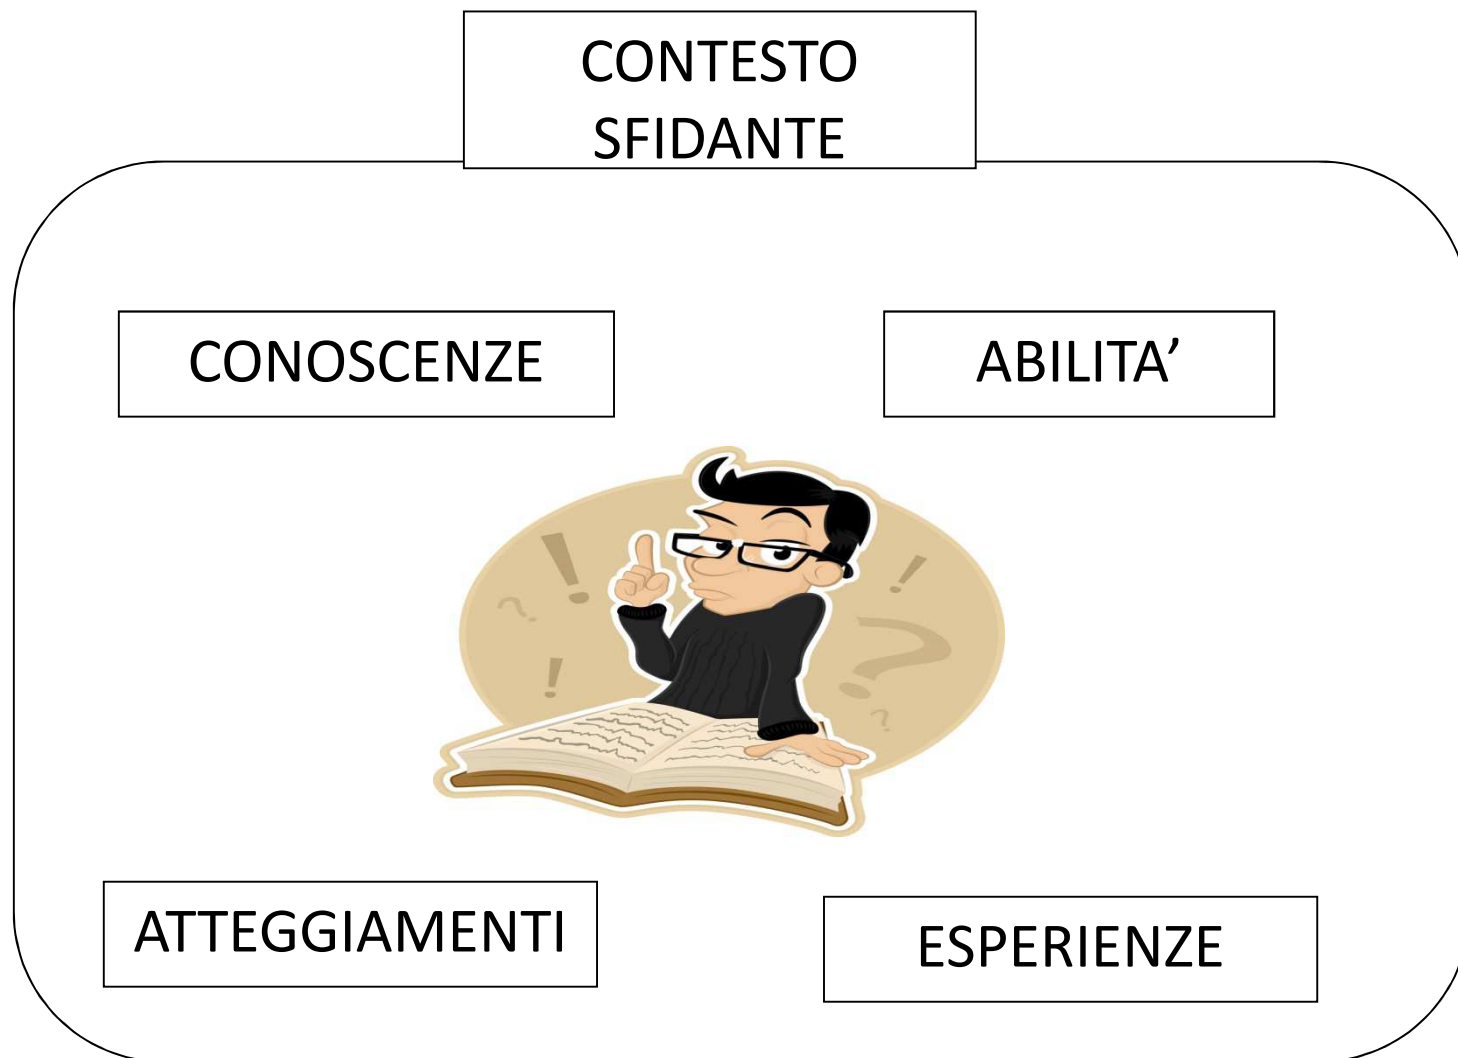 CONTESTO
SFIDANTE
CONOSCENZE
ABILITA’
ATTEGGIAMENTI
ESPERIENZE